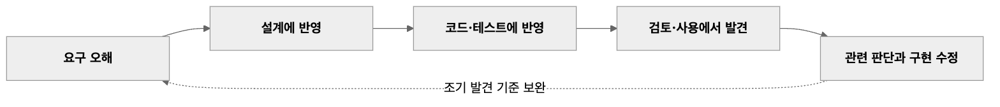 요구 오해
설계에 반영
코드·테스트에 반영
검토·사용에서 발견
관련 판단과 구현 수정
조기 발견 기준 보완